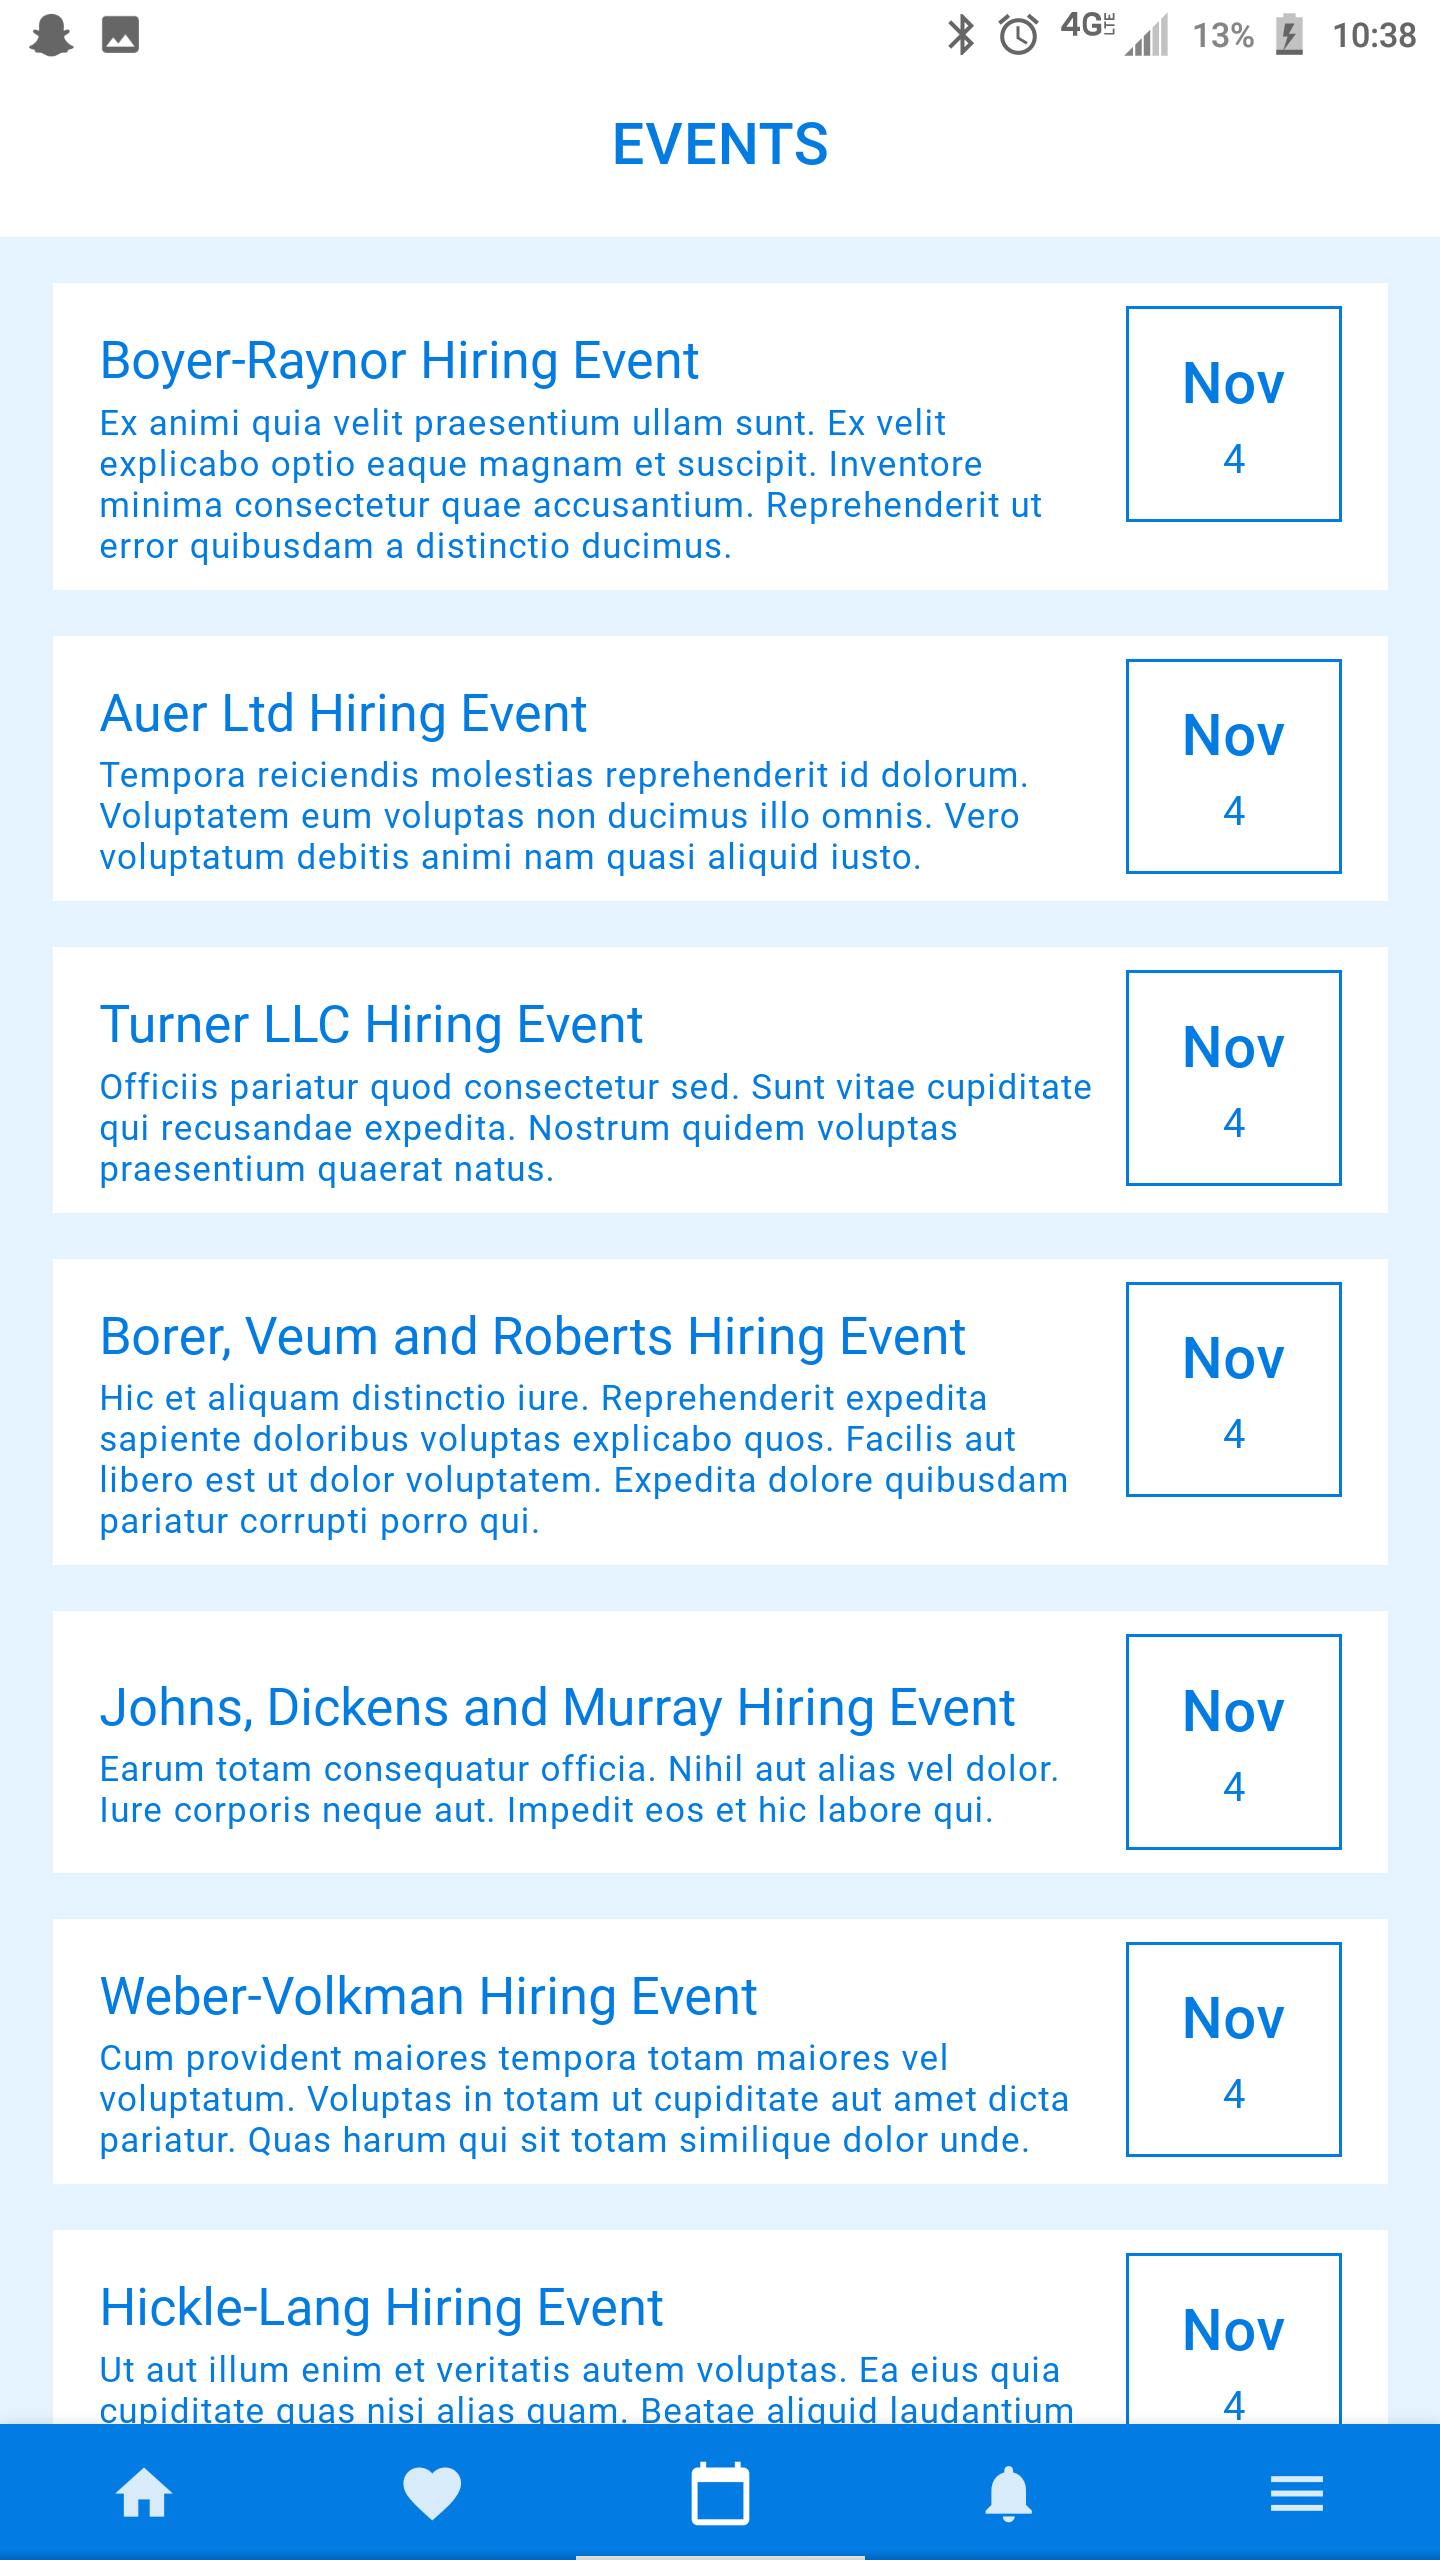 4G LTE 13% 10:38
EVENTS
Boyer-Raynor Hiring Event
Ex animi quia velit praesentium ullam sunt. Ex velit
explicabo optio eaque magnam et suscipit. Inventore
minima consectetur quae accusantium. Reprehenderit ut
error quibusdam a distinctio ducimus.
Nov
4
Auer Ltd Hiring Event
Tempora reiciendis molestias reprehenderit id dolorum.
Voluptatem eum voluptas non ducimus illo omnis. Vero
voluptatum debitis animi nam quasi aliquid iusto.
Nov
4
Turner LLC Hiring Event
Officiis pariatur quod consectetur sed. Sunt vitae cupiditate
qui recusandae expedita. Nostrum quidem voluptas
praesentium quaerat natus.
Nov
4
Borer, Veum and Roberts Hiring Event
Hic et aliquam distinctio iure. Reprehenderit expedita
sapiente doloribus voluptas explicabo quos. Facilis aut
libero est ut dolor voluptatem. Expedita dolore quibusdam
pariatur corrupti porro qui.
Nov
4
Johns, Dickens and Murray Hiring Event
Earum totam consequatur officia. Nihil aut alias vel dolor.
Iure corporis neque aut. Impedit eos et hic labore qui.
Nov
4
Weber-Volkman Hiring Event
Cum provident maiores tempora totam maiores vel
voluptatum. Voluptas in totam ut cupiditate aut amet dicta
pariatur. Quas harum qui sit totam similique dolor unde.
Nov
4
Hickle-Lang Hiring Event
Ut aut illum enim et veritatis autem voluptas. Ea eius quia
cupiditate quas nisi alias quam. Beatae aliquid laudantium
Nov
4